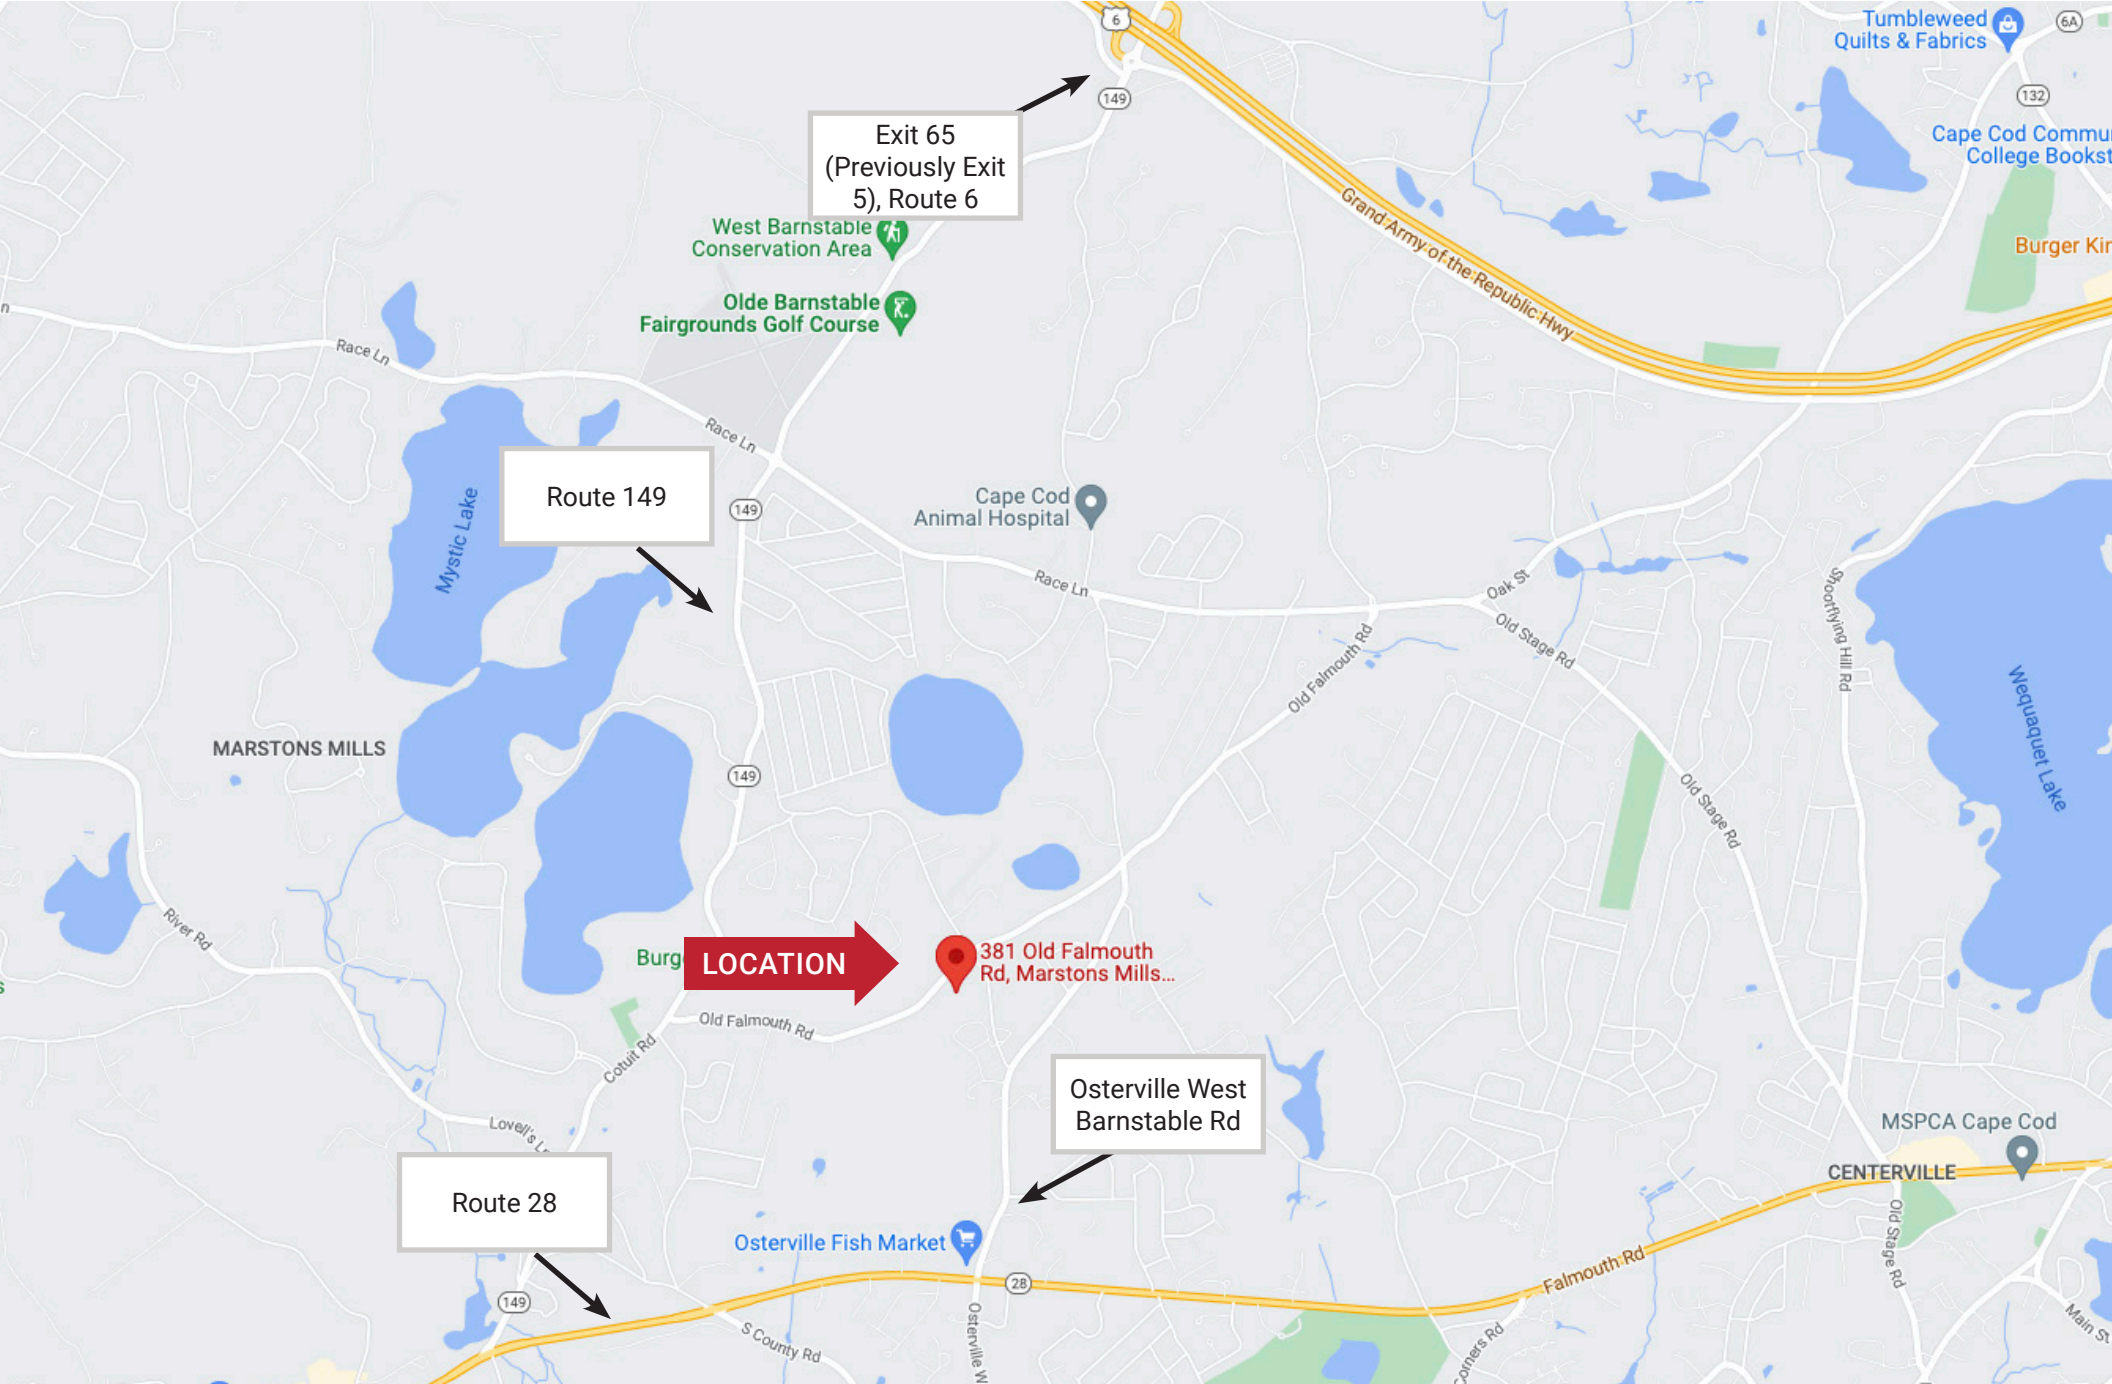 6
Tumbleweed
Quilts & Fabrics
6A
149
132
Exit 65
(Previously Exit
5), Route 6
Cape Cod
College
West Barnstable
Conservation Area
Grand Army of the Republic Hwy
Burger
Olde Barnstable
Fairgrounds Golf Course
Race Ln
Race Ln
Route 149
Mystic Lake
149
Cape Cod
Animal Hospital
Race Ln
Oak St
Old Stage Rd
Shootflying Hill Rd
Old Falmouth Rd
Wequaquet Lake
MARSTONS MILLS
149
Old Stage Rd
River Rd
LOCATION
381 Old Falmouth
Rd, Marstons Mills...
Old Falmouth Rd
Cotuit Rd
Osterville West
Barnstable Rd
Lovell's
MSPCA Cape Cod
CENTERVILLE
Route 28
Osterville Fish Market
Old Stage Rd
Falmouth Rd
28
149
Osterville W
S County Rd
Main St